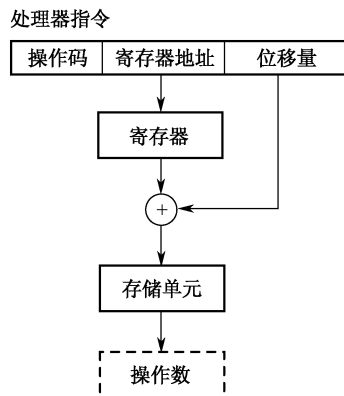 处理器指令
操作码 寄存器地址 位移量
寄存器
+
存储单元
操作数